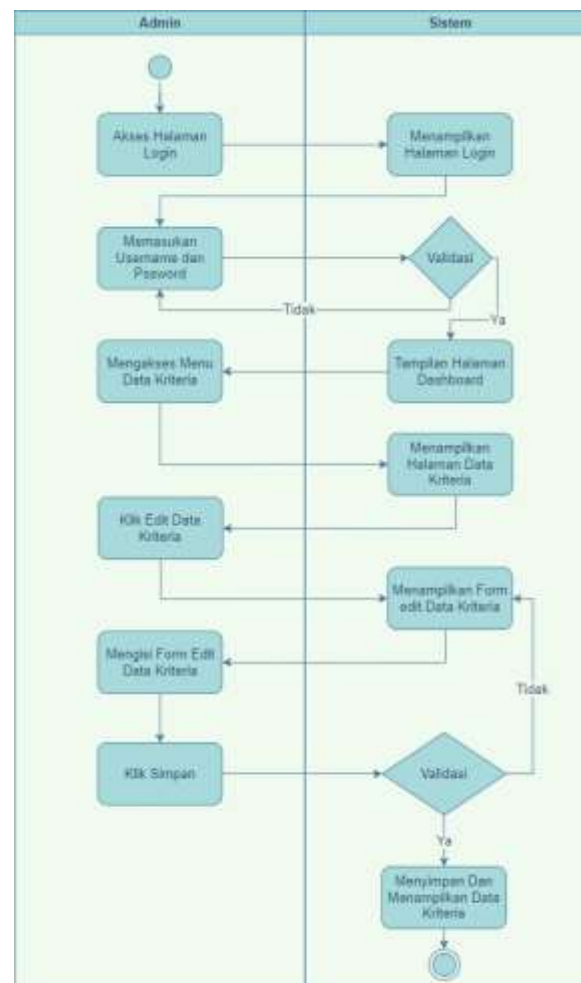 Admin
Sistem
Akses Halaman
Login
Menampilkan
Halaman Login
Memasukan
Username dan
Psword
Validasi
Tidak
Ya
Mengakses Menu
Data Kriteria
Tampilan Halaman
Dashboard
Menampilkan
Halaman Data
Kriteria
Klik Edit Data
Kriteria
Menampilkan Form
edit Data Kriteria
Mengisi Form Edit
Data Kriteria
Tidak
Klik Simpan
Validasi
Ya
Menyimpan Dan
Menampilkan Data
Kriteria